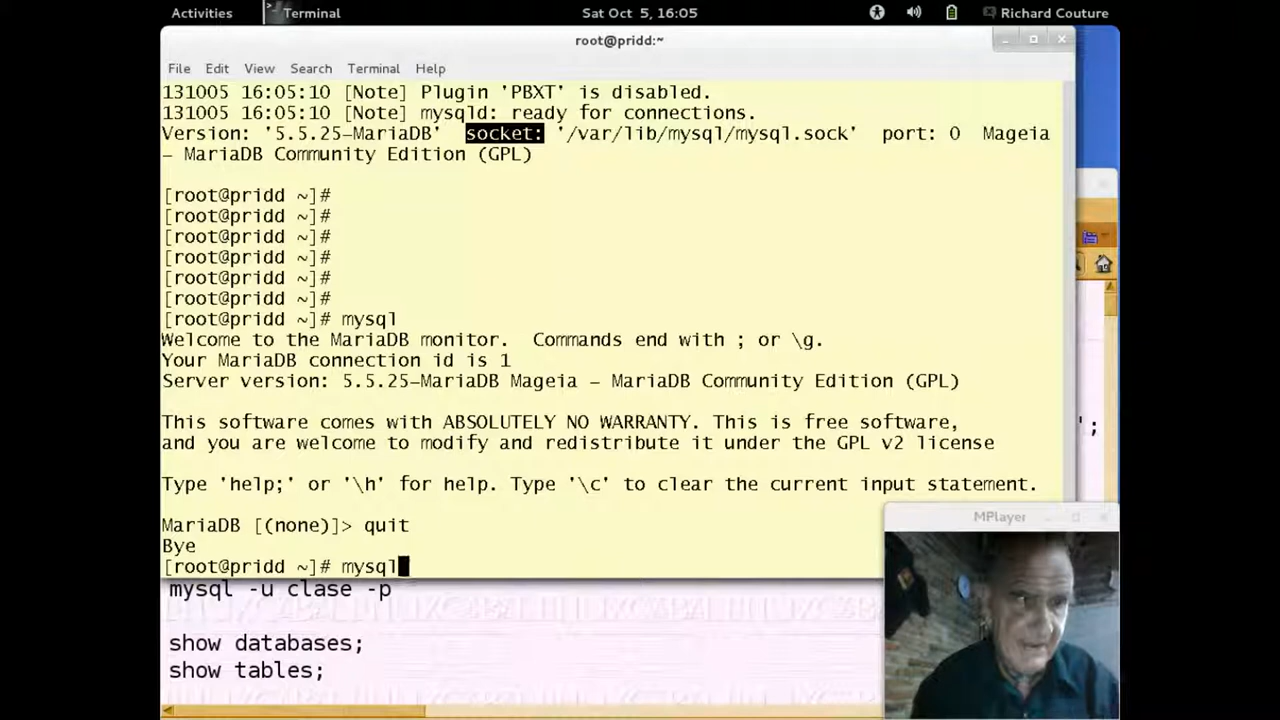 Activities
Terminal
Sat Oct 5, 16:05
Richard Couture
root@pridd:~
File Edit View Search Terminal Help
131005 16:05:10 [Note] Plugin 'PBXT' is disabled.
131005 16:05:10 [Note] mysqld: ready for connections.
Version: '5.5.25-MariaDB' socket: '/var/lib/mysql/mysql.sock' port: 0 Mageia
- MariaDB Community Edition (GPL)
[root@pridd ~]#
[root@pridd ~]#
[root@pridd ~]#
[root@pridd ~]#
[root@pridd ~]#
[root@pridd ~]#
[root@pridd ~]# mysql
Welcome to the MariaDB monitor. Commands end with ; or \g.
Your MariaDB connection id is 1
Server version: 5.5.25-MariaDB Mageia - MariaDB Community Edition (GPL)
This software comes with ABSOLUTELY NO WARRANTY. This is free software,
and you are welcome to modify and redistribute it under the GPL v2 license
Type 'help;' or '\h' for help. Type '\c' to clear the current input statement.
MariaDB [(none)]> quit
Bye
[root@pridd ~]# mysql
';
MPlayer
mysql -u clase -p
show databases;
show tables;